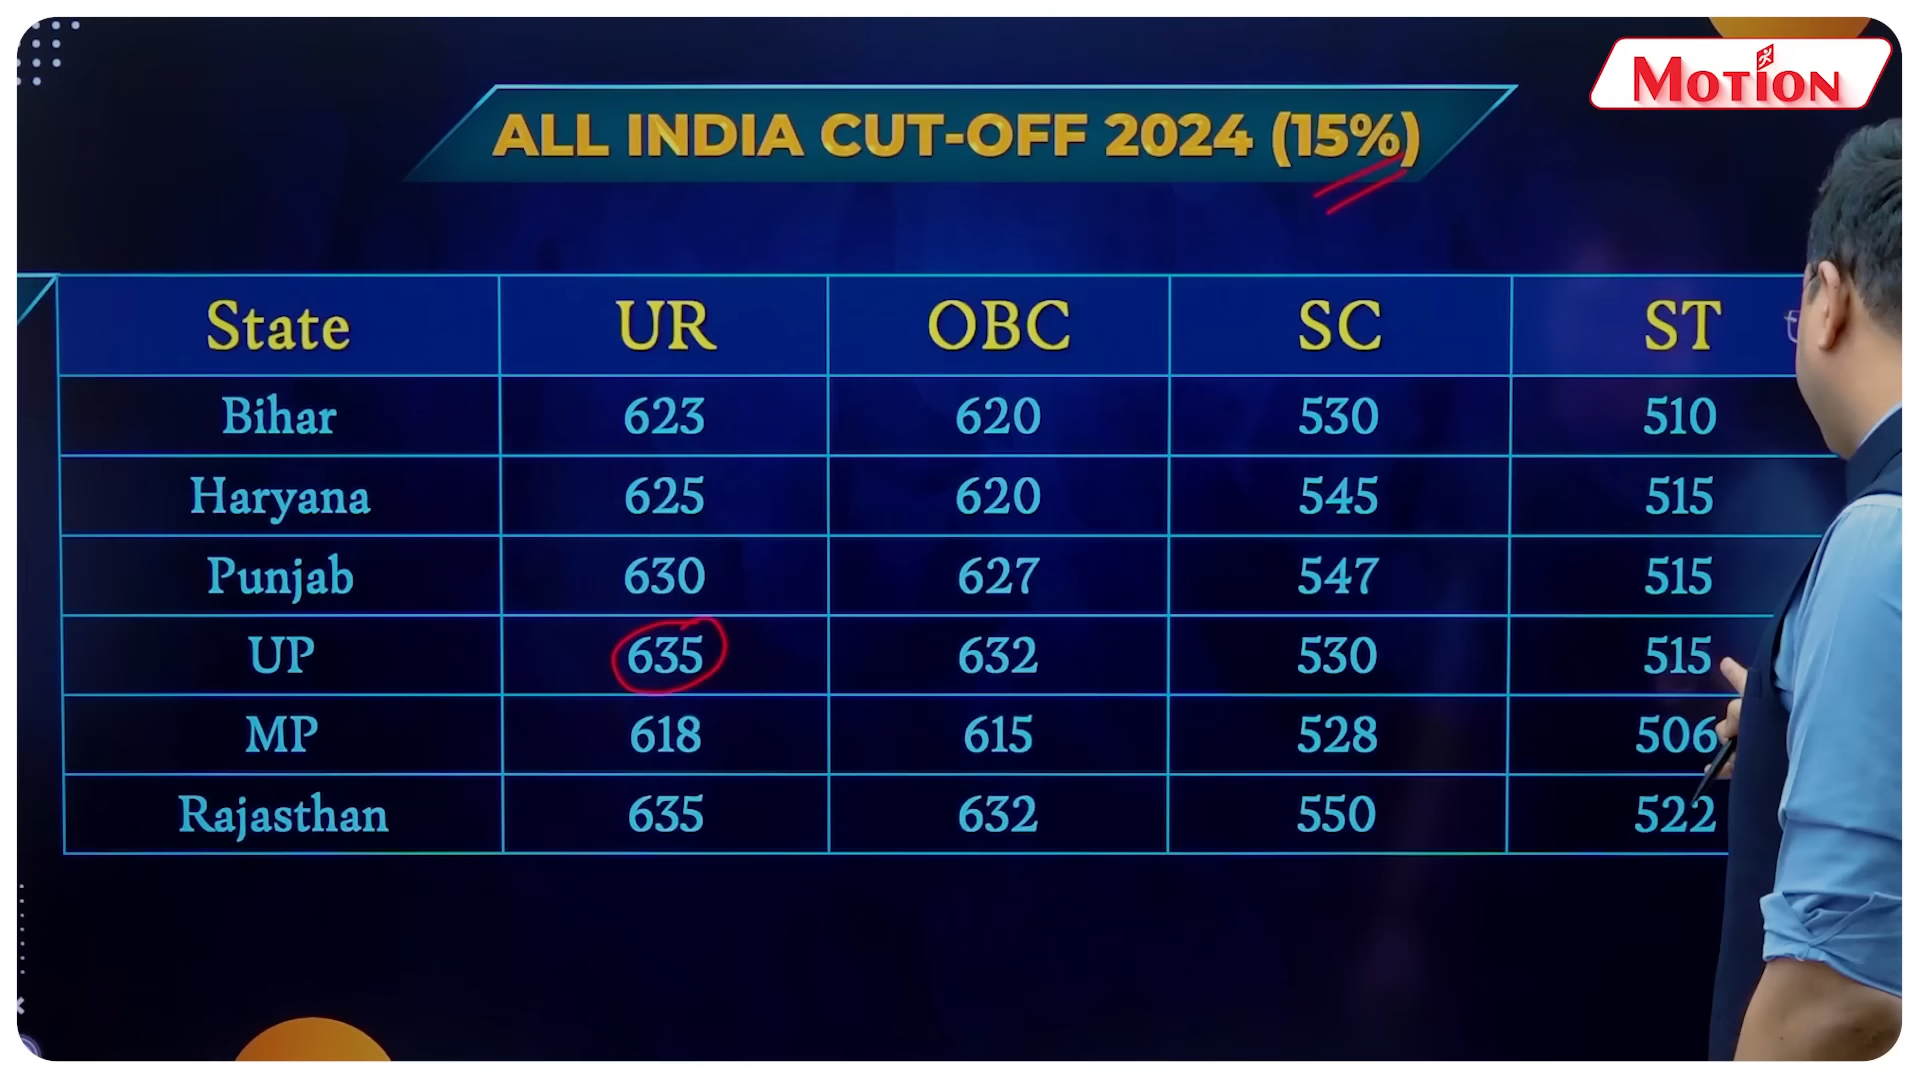 MOTION
ALL INDIA CUT-OFF 2024 (15%)
State UR OBC SC ST
Bihar 623 620 530 510
Haryana 625 620 545 515
Punjab 630 627 547 515
UP 635 632 530 515
MP 618 615 528 506
Rajasthan 635 632 550 522